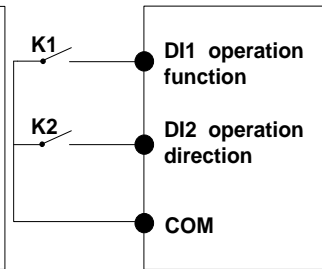 K1
DI1 operation
function
K2
DI2 operation
direction
COM